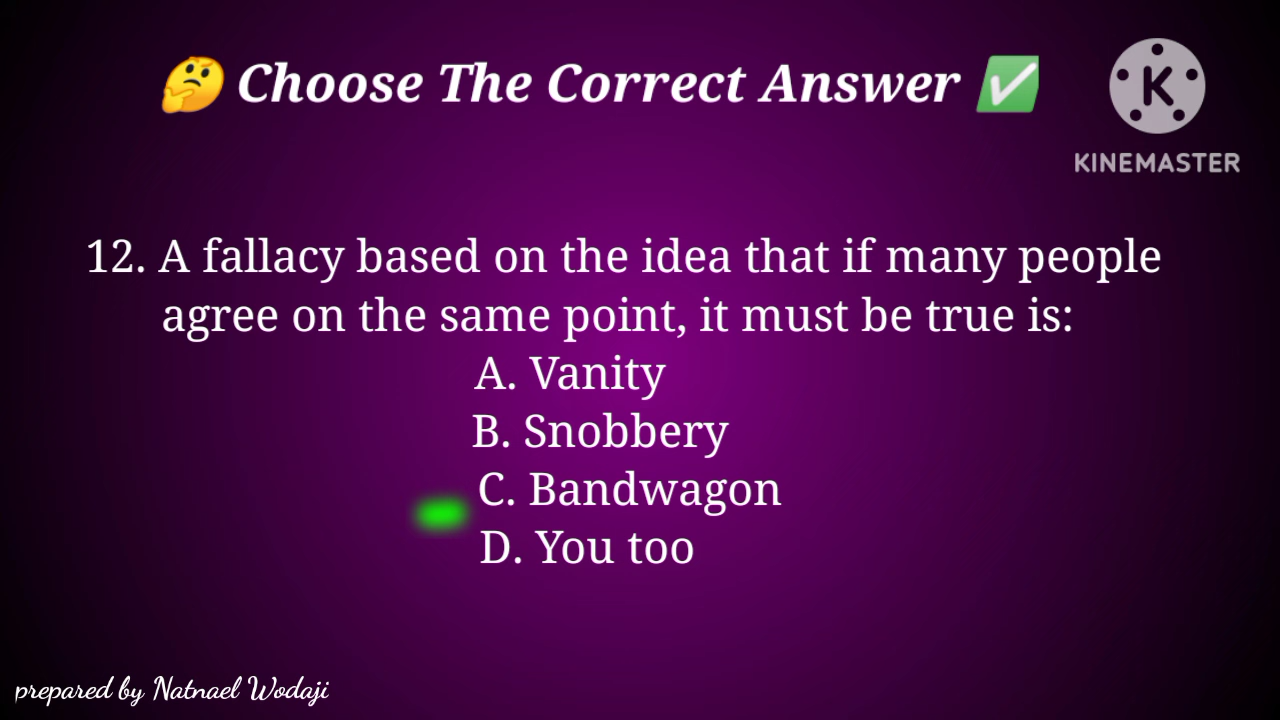 🤔 Choose The Correct Answer ✅
KINEMASTER
12. A fallacy based on the idea that if many people
agree on the same point, it must be true is:
A. Vanity
B. Snobbery
C. Bandwagon
D. You too
prepared by Natnael Wodaji